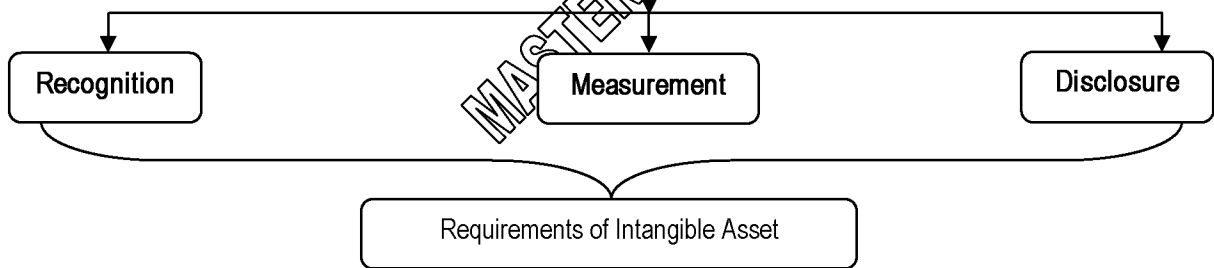 Recognition
Measurement
Disclosure
Requirements of Intangible Asset